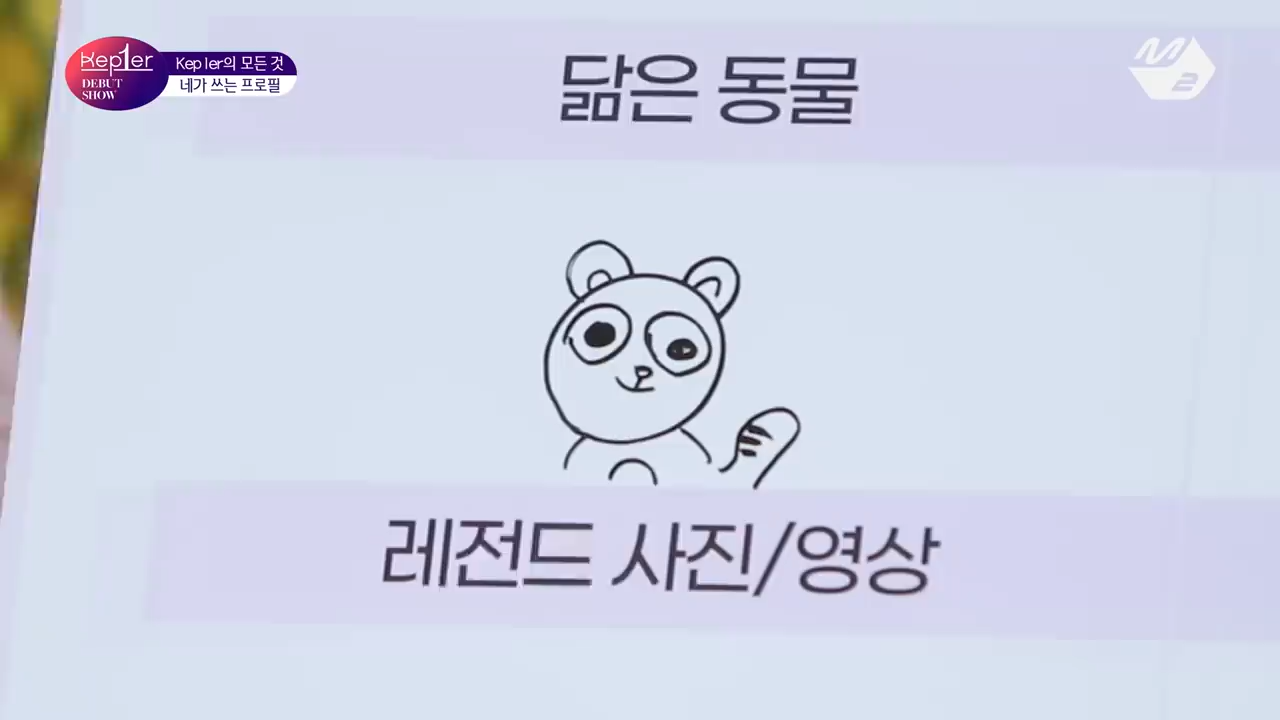 Kep1er
DEBUT
SHOW
Kep1er의 모든 것
네가 쓰는 프로필
M2
닮은 동물
레전드 사진/영상